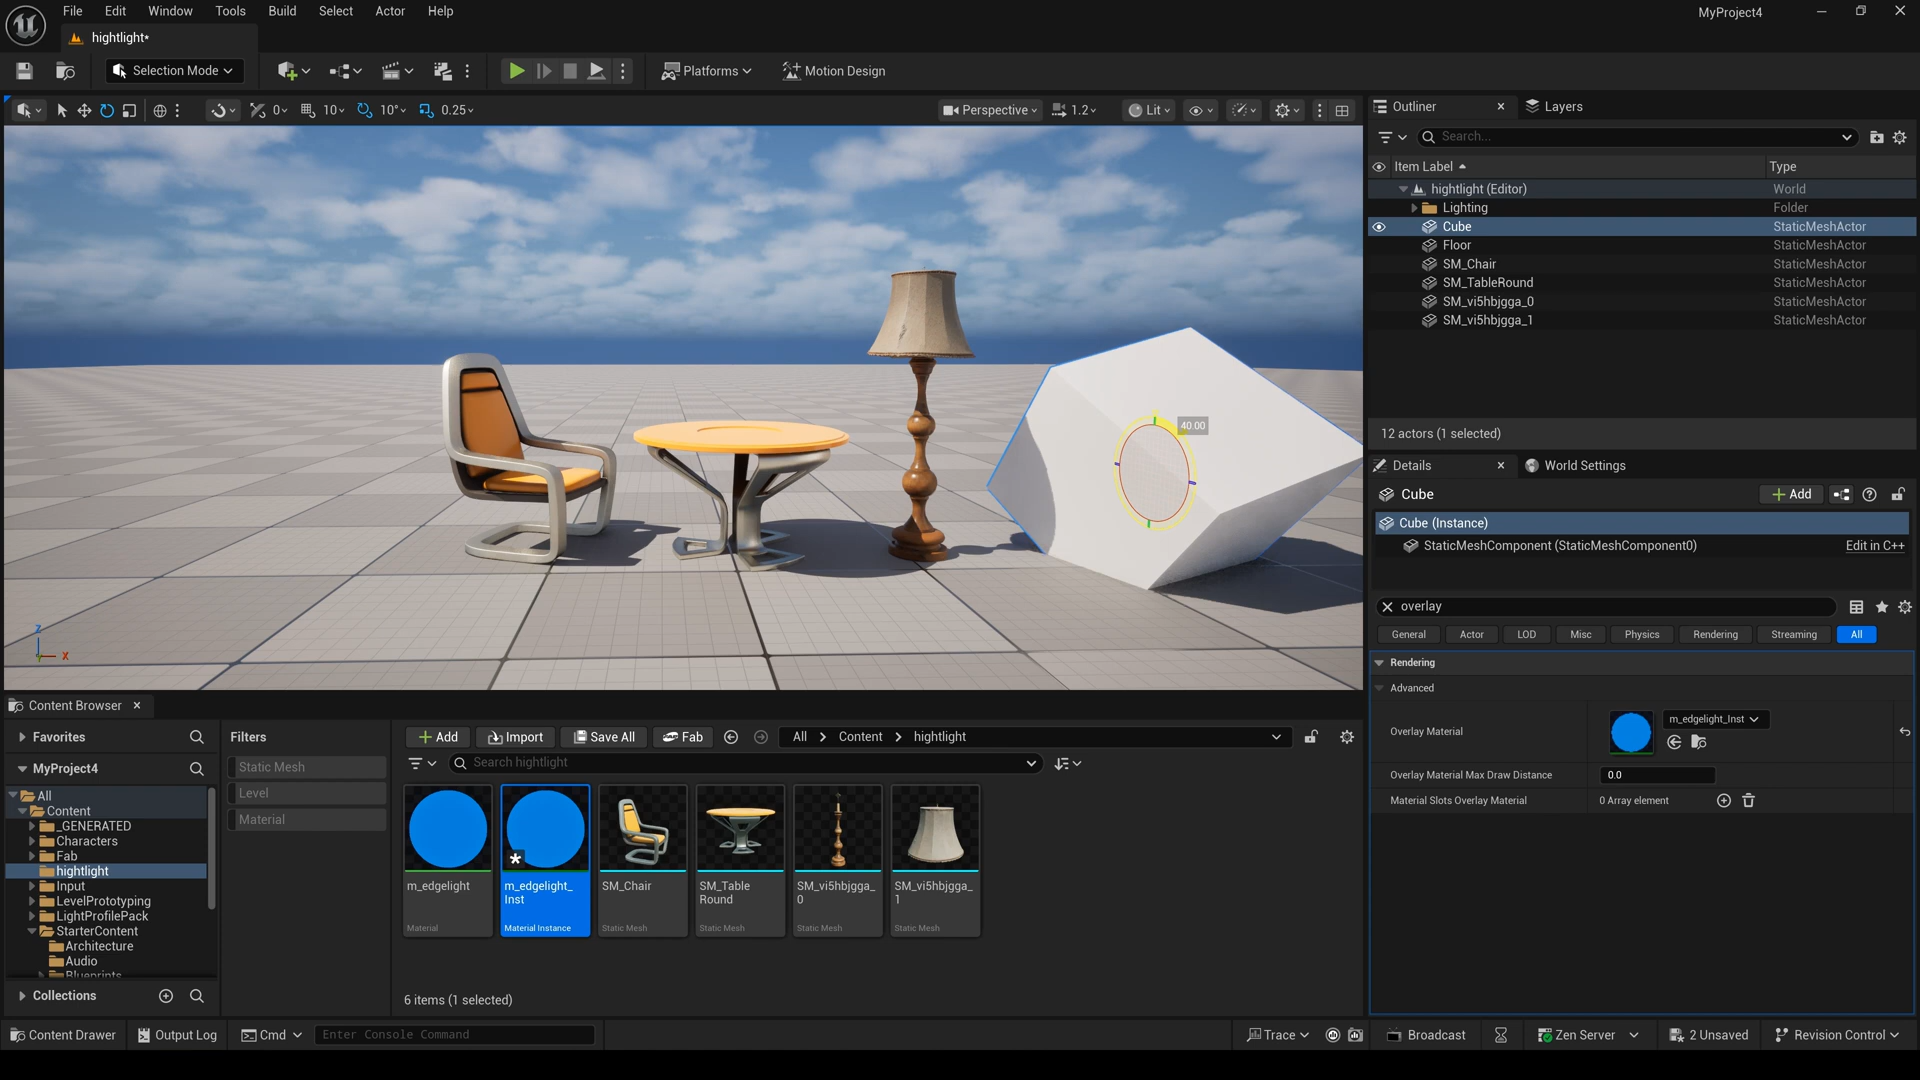 File Edit Window Tools Build Select Actor Help
MyProject4
hightlight*
Selection Mode
Platforms
Motion Design
0 10 10° 0.25
Perspective 1.2 Lit
40.00
Z
X
Outliner
Layers
Search...
Item Label Type
hightlight (Editor) World
Lighting Folder
Cube StaticMeshActor
Floor StaticMeshActor
SM_Chair StaticMeshActor
SM_TableRound StaticMeshActor
SM_vi5hbjgga_0 StaticMeshActor
SM_vi5hbjgga_1 StaticMeshActor
12 actors (1 selected)
Details
World Settings
Cube
Add
Cube (Instance)
StaticMeshComponent (StaticMeshComponent0) Edit in C++
overlay
General Actor LOD Misc Physics Rendering Streaming All
Rendering
Advanced
Overlay Material
m_edgelight_Inst
Overlay Material Max Draw Distance 0.0
Material Slots Overlay Material 0 Array element
Content Browser
Favorites
MyProject4
All
Content
_GENERATED
Characters
Fab
hightlight
Input
LevelPrototyping
LightProfilePack
StarterContent
Architecture
Audio
Blueprints
Collections
Filters
Static Mesh
Level
Material
Add Import Save All Fab All Content hightlight
Search hightlight
m_edgelight
Material
m_edgelight_
Inst
Material Instance
SM_Chair
Static Mesh
SM_Table
Round
Static Mesh
SM_vi5hbjgga_
0
Static Mesh
SM_vi5hbjgga_
1
Static Mesh
6 items (1 selected)
Content Drawer Output Log Cmd Enter Console Command Trace Broadcast Zen Server 2 Unsaved Revision Control